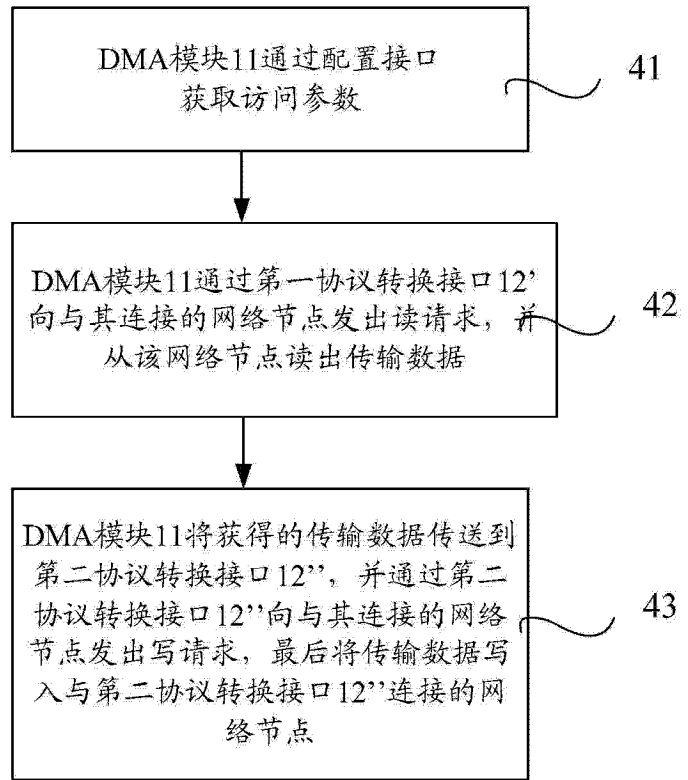 DMA模块11通过配置接口
获取访问参数
41
DMA模块11通过第一协议转换接口12’
向与其连接的网络节点发出读请求，并
从该网络节点读出传输数据
42
DMA模块11将获得的传输数据传送到
第二协议转换接口12’’，并通过第二
协议转换接口12’’向与其连接的网络
节点发出写请求，最后将传输数据写
入与第二协议转换接口12’’连接的网
络节点
43